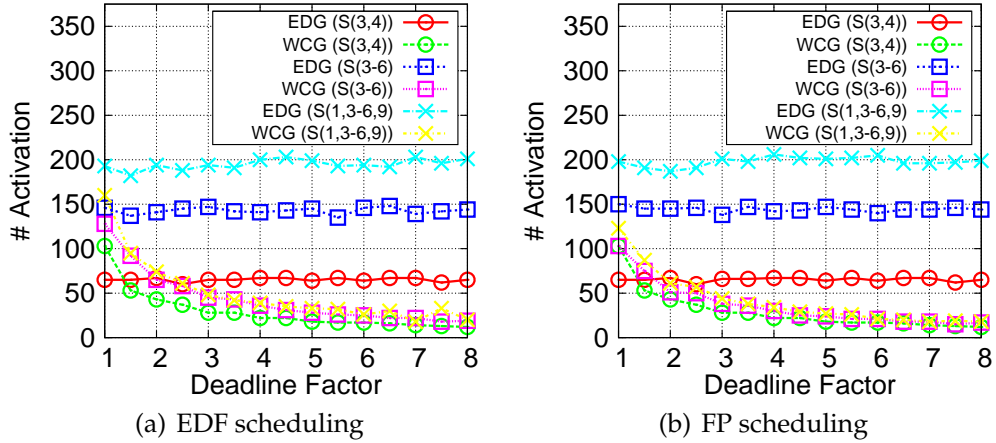 # Activation
350
300
250
200
150
100
50
0
EDG (S(3,4))
WCG (S(3,4))
EDG (S(3-6)
WCG (S(3-6))
EDG (S(1,3-6,9)
WCG (S(1,3-6,9))
1 2 3 4 5 6 7 8
Deadline Factor
(a) EDF scheduling
# Activation
350
300
250
200
150
100
50
0
EDG (S(3,4))
WCG (S(3,4))
EDG (S(3-6)
WCG (S(3-6))
EDG (S(1,3-6,9)
WCG (S(1,3-6,9))
1 2 3 4 5 6 7 8
Deadline Factor
(b) FP scheduling